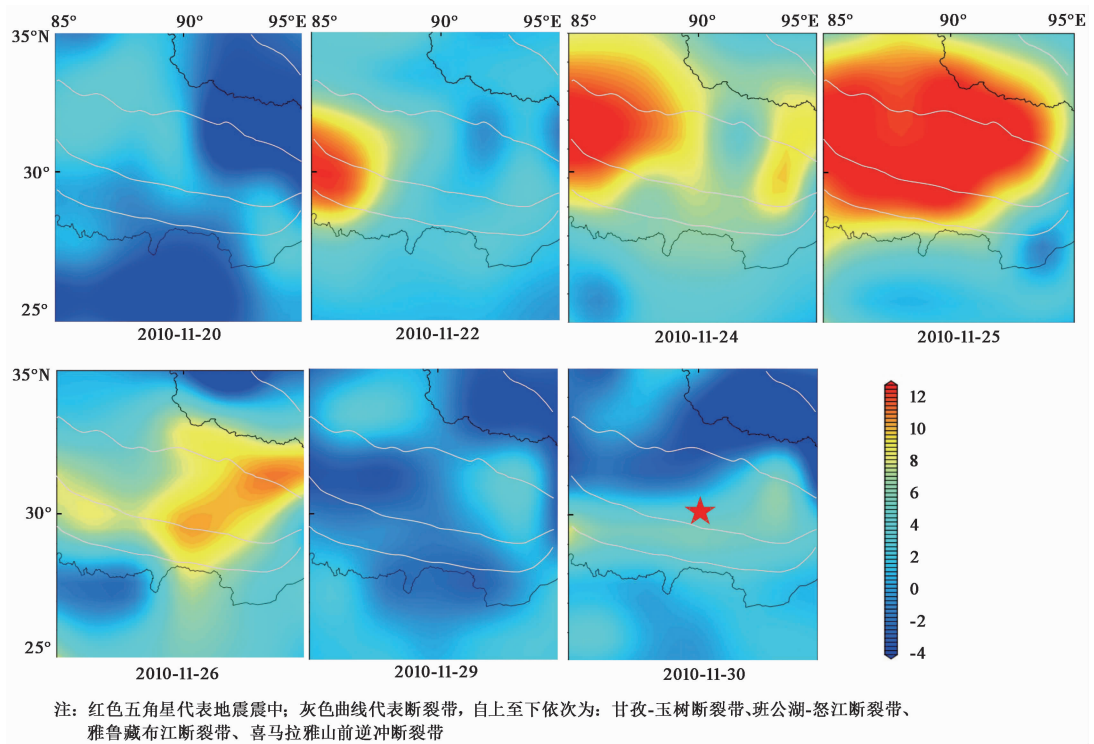 85° 90° 95°E 85° 90° 95°E 85° 90° 95°E 85° 90° 95°E
35°N
30°
25°
2010-11-20 2010-11-22 2010-11-24 2010-11-25
35°N
30°
25°
12
10
8
6
4
2
0
-2
-4
2010-11-26 2010-11-29 2010-11-30
注：红色五角星代表地震震中；灰色曲线代表断裂带，自上至下依次为：甘孜-玉树断裂带、班公湖-怒江断裂带、
雅鲁藏布江断裂带、喜马拉雅山前逆冲断裂带